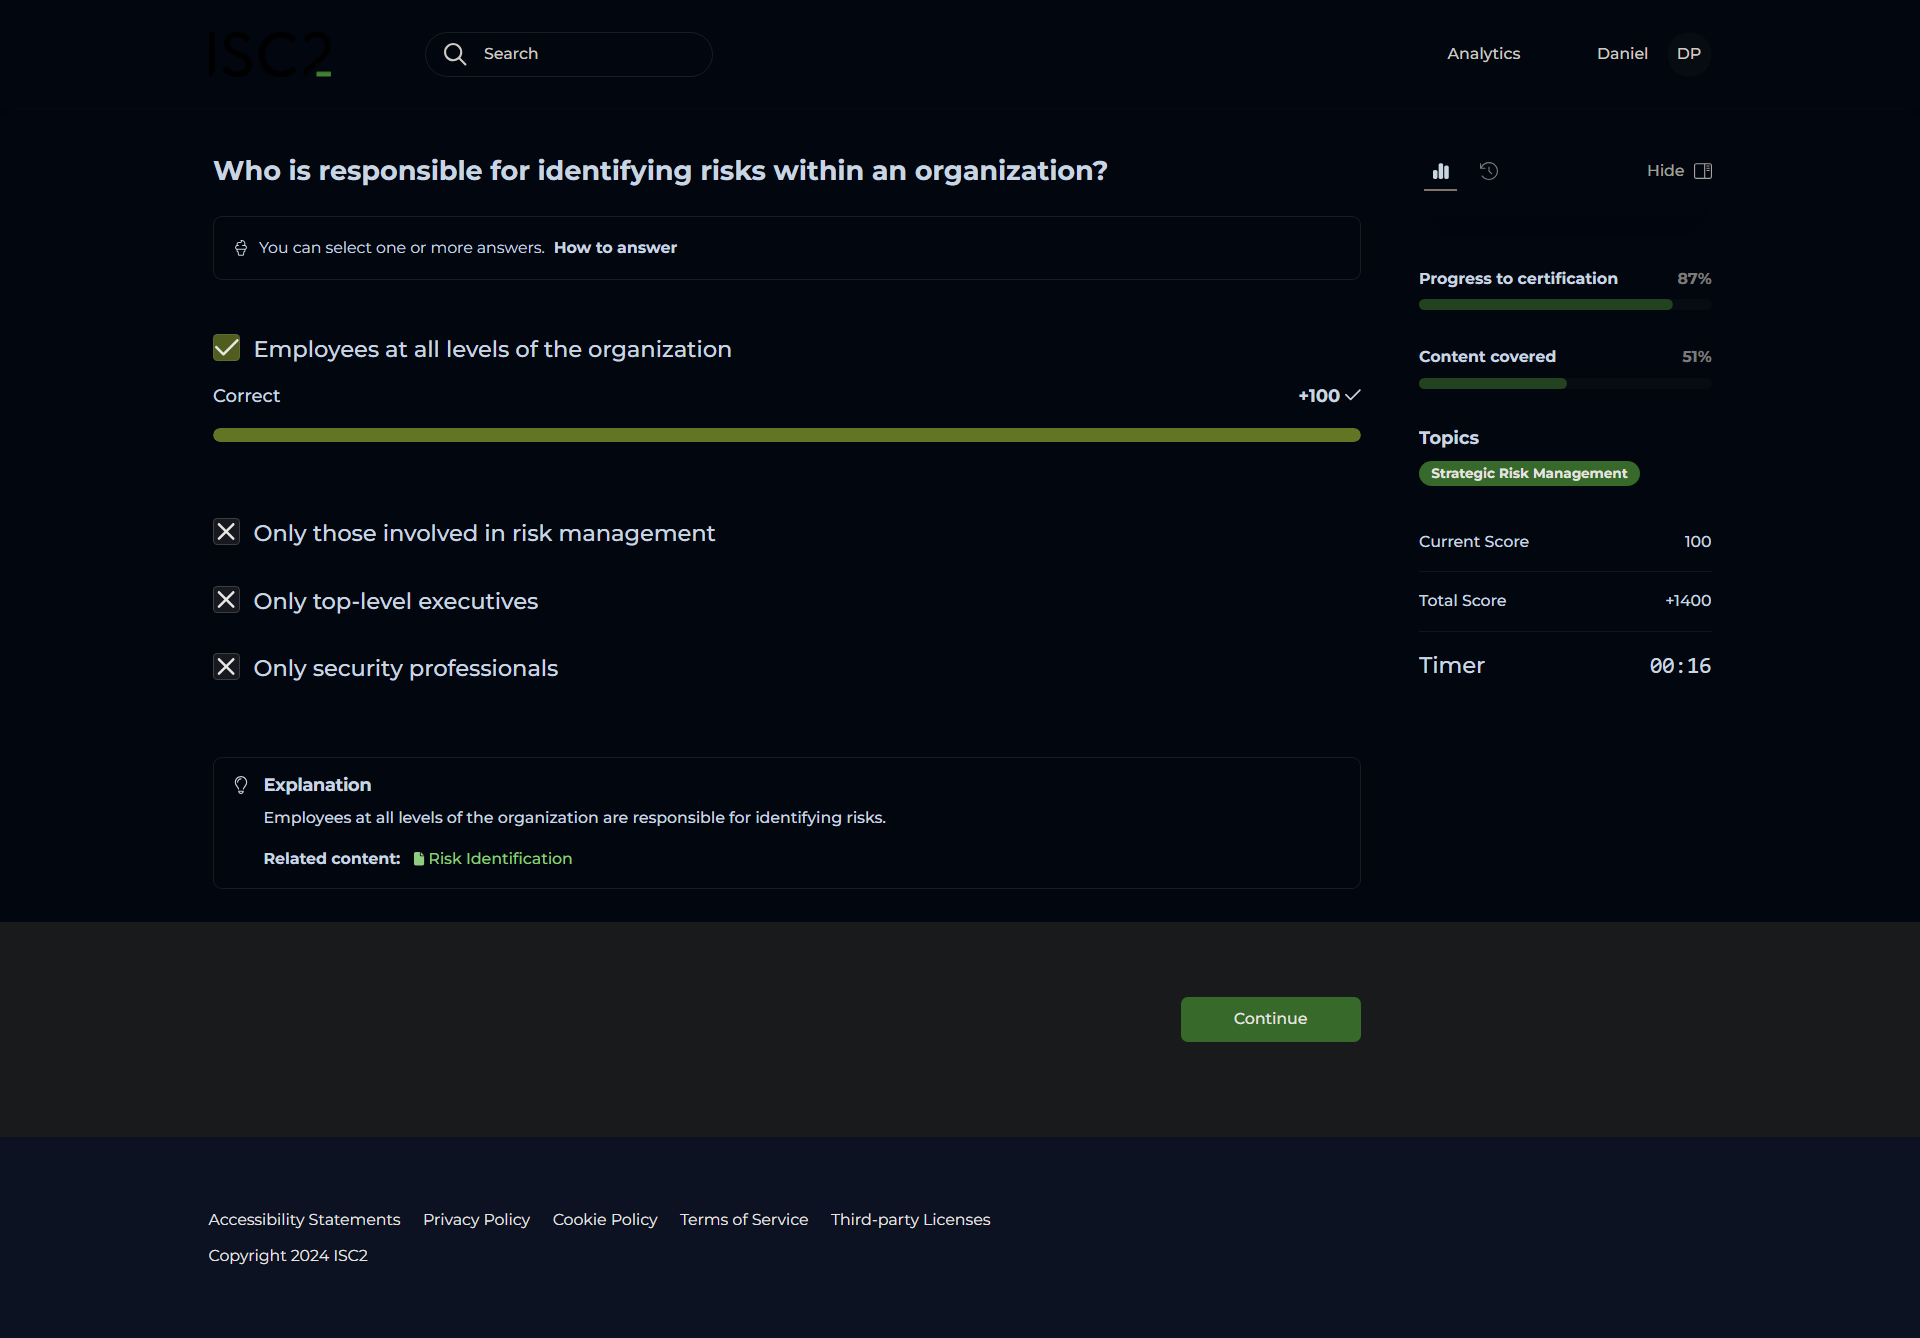 ISC2
Search
Analytics
Daniel
DP
Who is responsible for identifying risks within an organization?
You can select one or more answers. How to answer
Employees at all levels of the organization
Correct
+100
Only those involved in risk management
Only top-level executives
Only security professionals
Explanation
Employees at all levels of the organization are responsible for identifying risks.
Related content: Risk Identification
Continue
Hide
Progress to certification 87%
Content covered 51%
Topics
Strategic Risk Management
Current Score 100
Total Score +1400
Timer 00:16
Accessibility Statements Privacy Policy Cookie Policy Terms of Service Third-party Licenses
Copyright 2024 ISC2